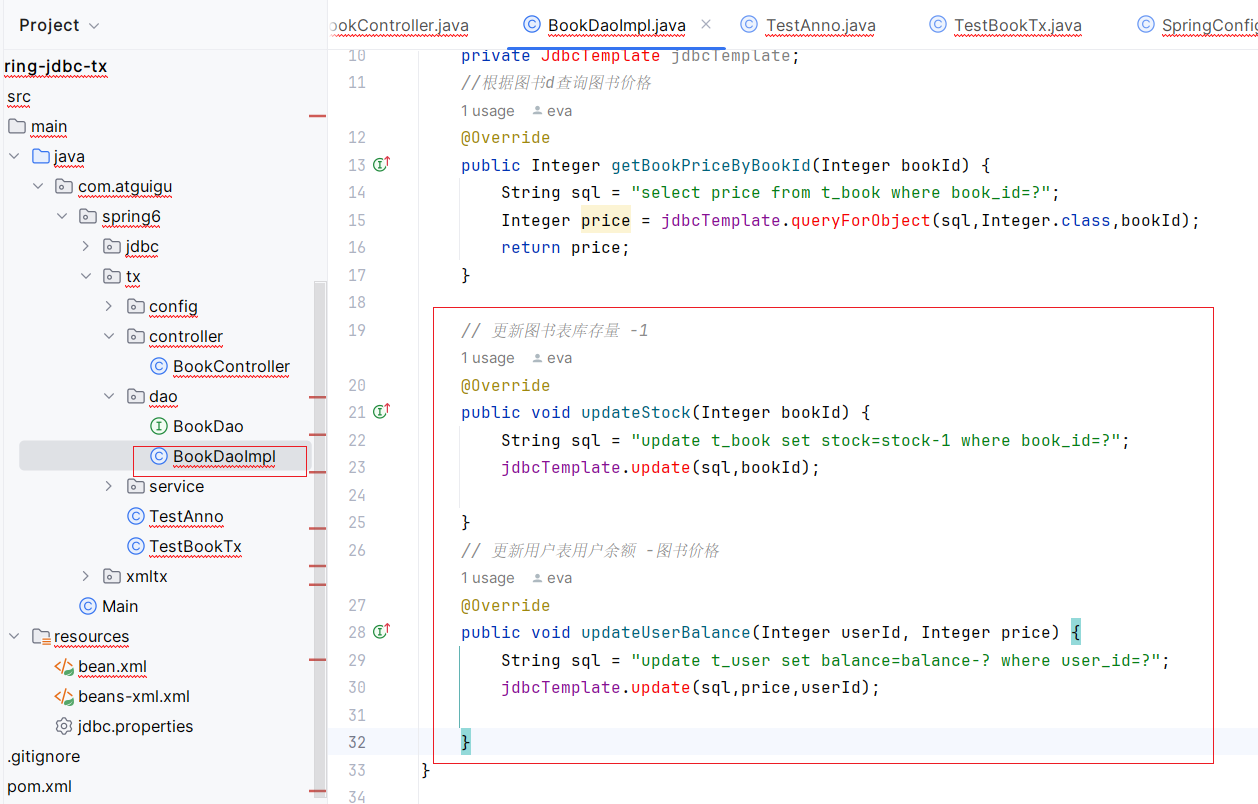 Project
ookController.java
BookDaoImpl.java
TestAnno.java
TestBookTx.java
SpringConfig
ring-jdbc-tx
src
main
java
com.atguigu
spring6
jdbc
tx
config
controller
BookController
dao
BookDao
BookDaoImpl
service
TestAnno
TestBookTx
xmltx
Main
resources
bean.xml
beans-xml.xml
jdbc.properties
.gitignore
pom.xml
10 private JdbcTemplate jdbcTemplate;
11 //根据图书d查询图书价格
1 usage eva
12 @Override
13 public Integer getBookPriceByBookId(Integer bookId) {
14 String sql = "select price from t_book where book_id=?";
15 Integer price = jdbcTemplate.queryForObject(sql,Integer.class,bookId);
16 return price;
17 }
18
19 // 更新图书表库存量 -1
1 usage eva
20 @Override
21 public void updateStock(Integer bookId) {
22 String sql = "update t_book set stock=stock-1 where book_id=?";
23 jdbcTemplate.update(sql,bookId);
24
25 }
26 // 更新用户表用户余额 -图书价格
1 usage eva
27 @Override
28 public void updateUserBalance(Integer userId, Integer price) {
29 String sql = "update t_user set balance=balance-? where user_id=?";
30 jdbcTemplate.update(sql,price,userId);
31
32 }
33 }
34